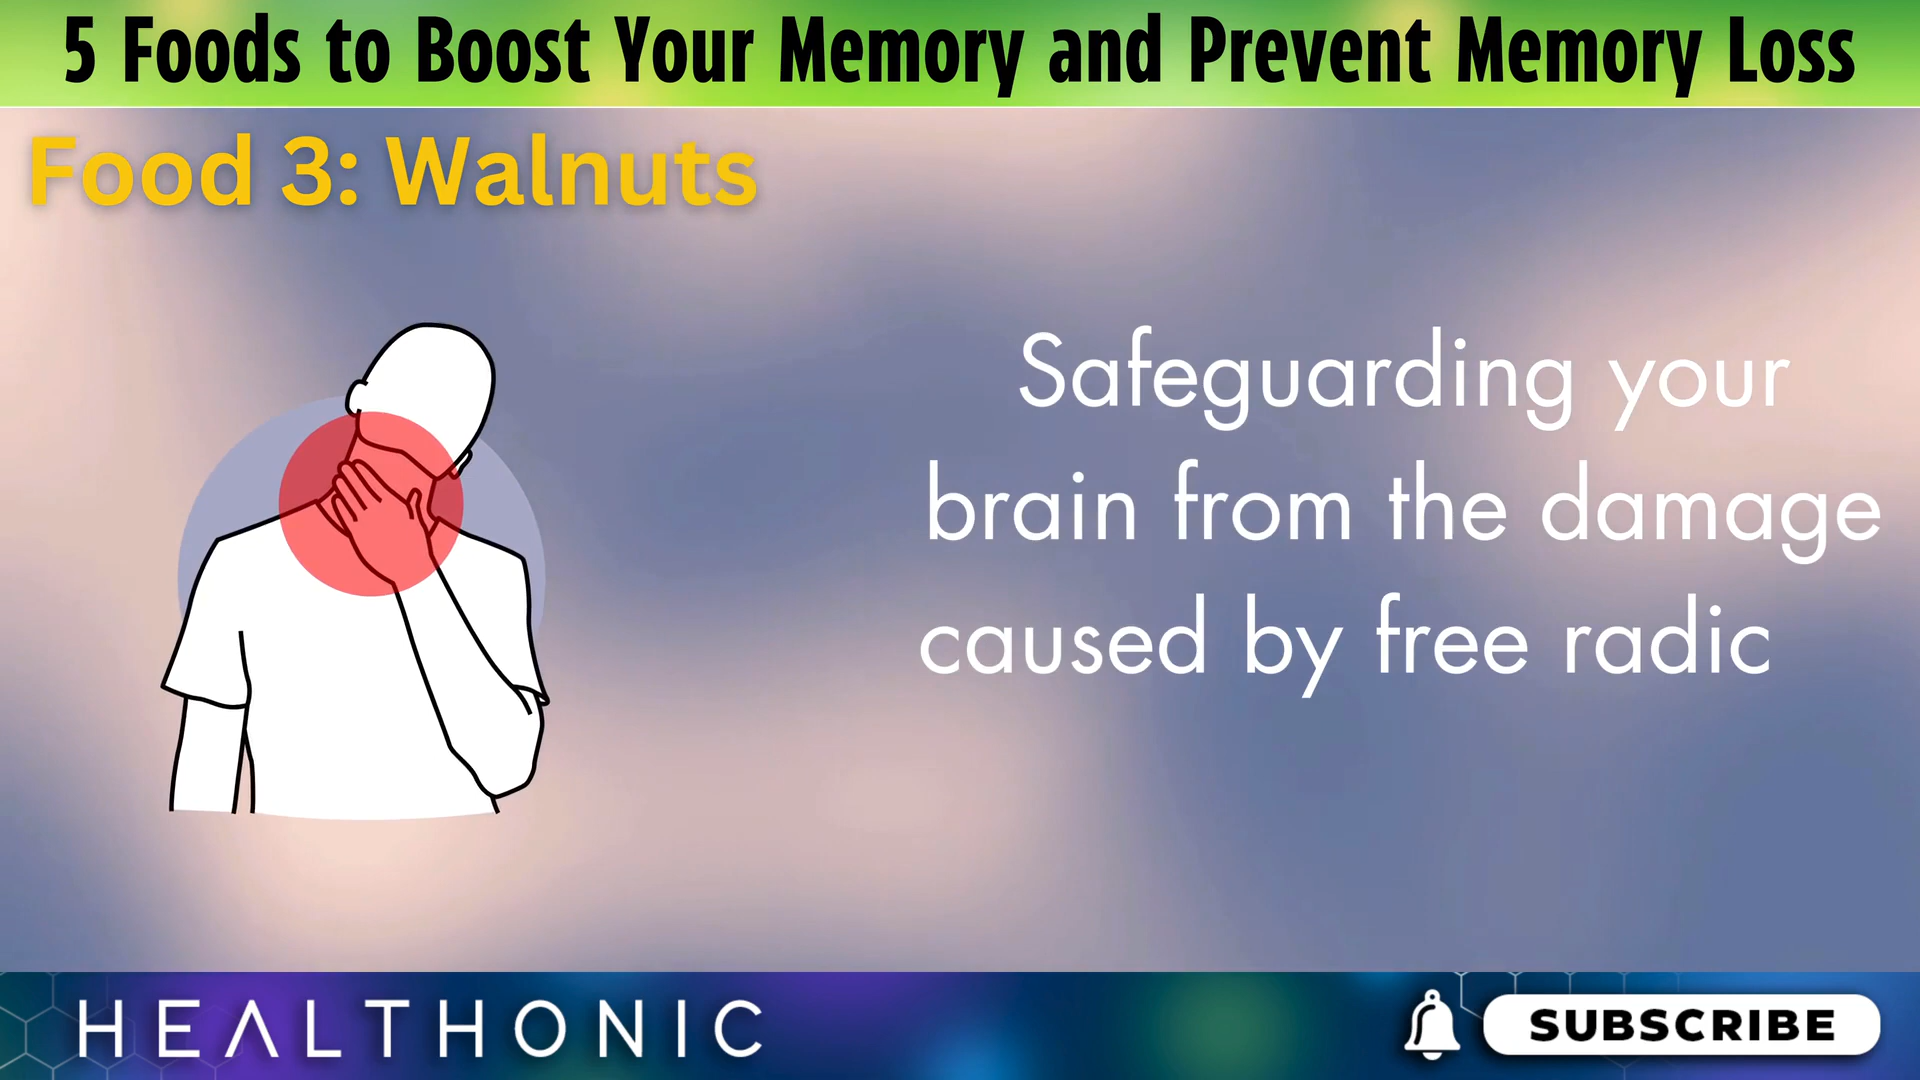 5 Foods to Boost Your Memory and Prevent Memory Loss
Food 3: Walnuts
Safeguarding your
brain from the damage
caused by free radic
HEALTHONIC
SUBSCRIBE